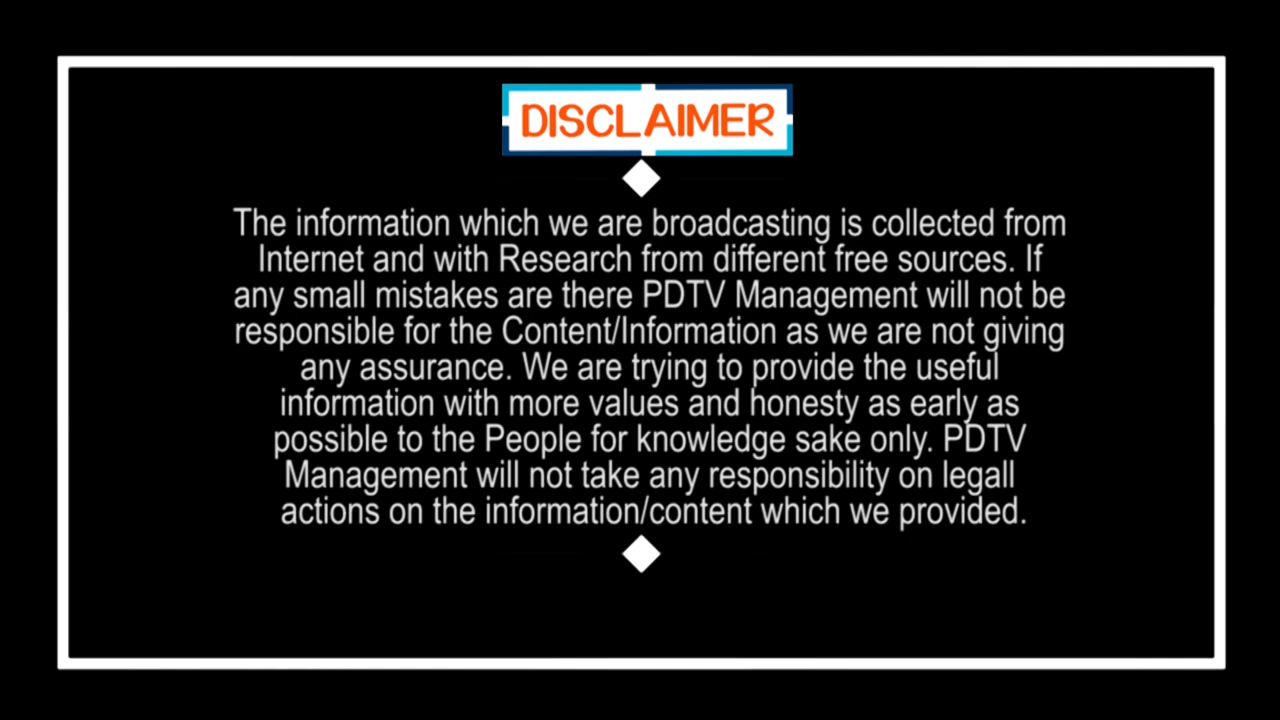 DISCLAIMER
The information which we are broadcasting is collected from
Internet and with Research from different free sources. If
any small mistakes are there PDTV Management will not be
responsible for the Content/Information as we are not giving
any assurance. We are trying to provide the useful
information with more values and honesty as early as
possible to the People for knowledge sake only. PDTV
Management will not take any responsibility on legall
actions on the information/content which we provided.